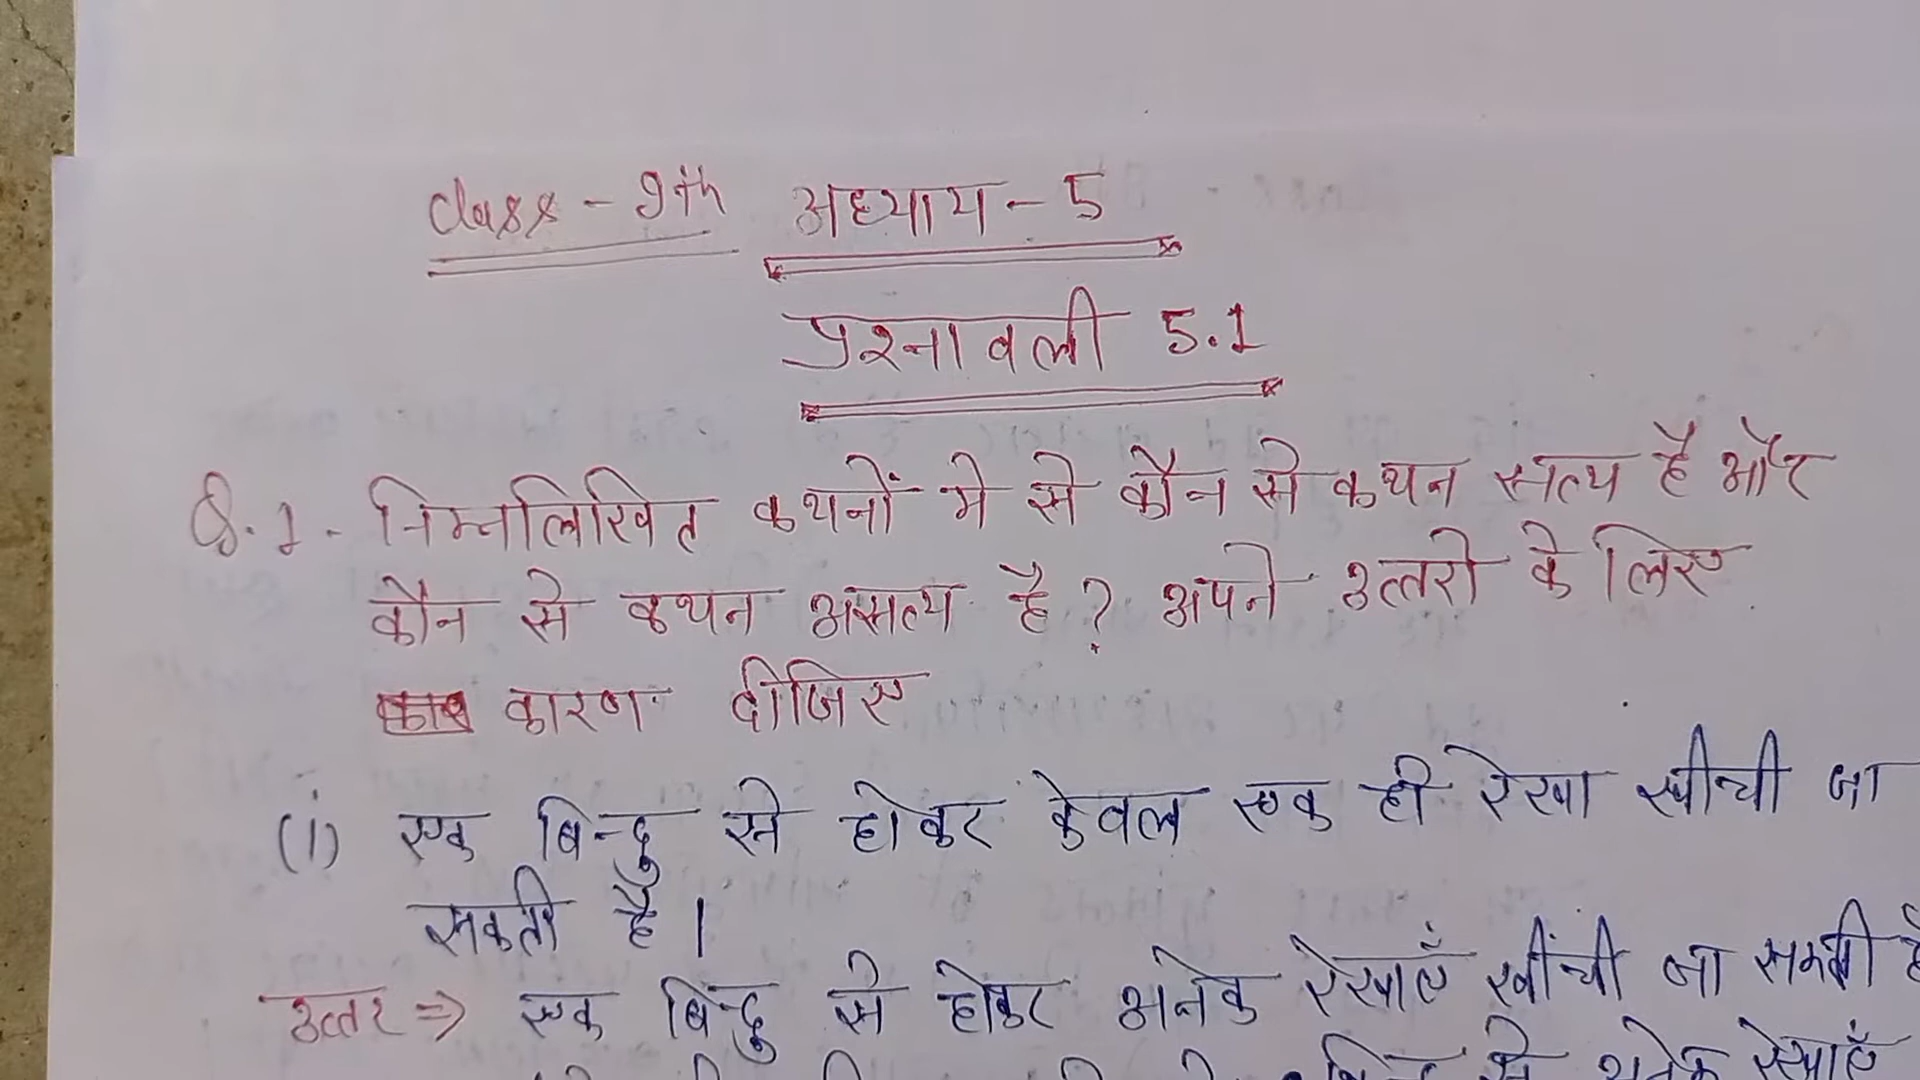 class - 9th अध्याय - 5
प्रश्नावली 5.1
Q.1- निम्नलिखित कथनों मे से कौन से कथन सत्य है और
कौन से कथन असत्य है? अपने उत्तरो के लिए
कारण दीजिए
(i) एक बिन्दु से होकर केवल एक ही रेखा खीची जा
सकती है।
उत्तर => एक बिन्दु से होकर अनेक रेखाएँ खींची जा सकती है
से अनेक रेखाएँ